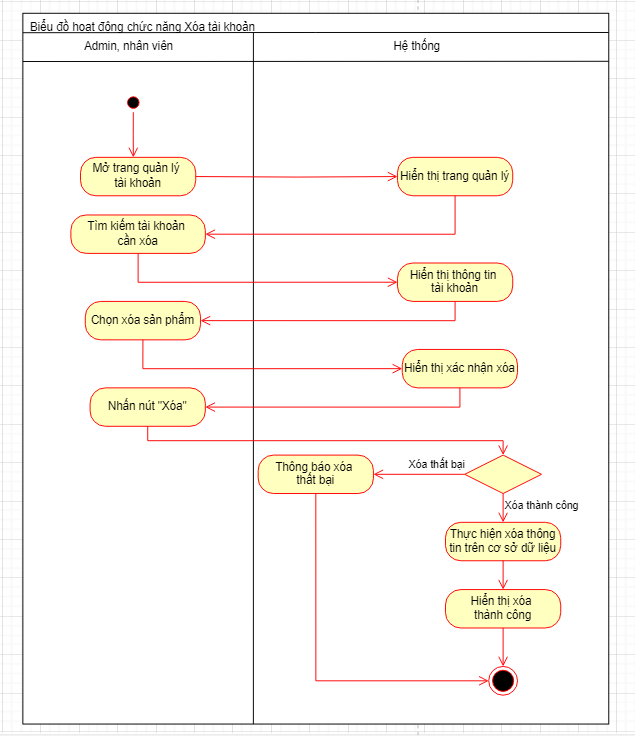 Biểu đồ hoạt động chức năng Xóa tài khoản
Admin, nhân viên
Hệ thống
Mở trang quản lý
tài khoản
Hiển thị trang quản lý
Tìm kiếm tài khoản
cần xóa
Hiển thị thông tin
tài khoản
Chọn xóa sản phẩm
Hiển thị xác nhận xóa
Nhấn nút "Xóa"
Xóa thất bại
Thông báo xóa
thất bại
Xóa thành công
Thực hiện xóa thông
tin trên cơ sở dữ liệu
Hiển thị xóa
thành công